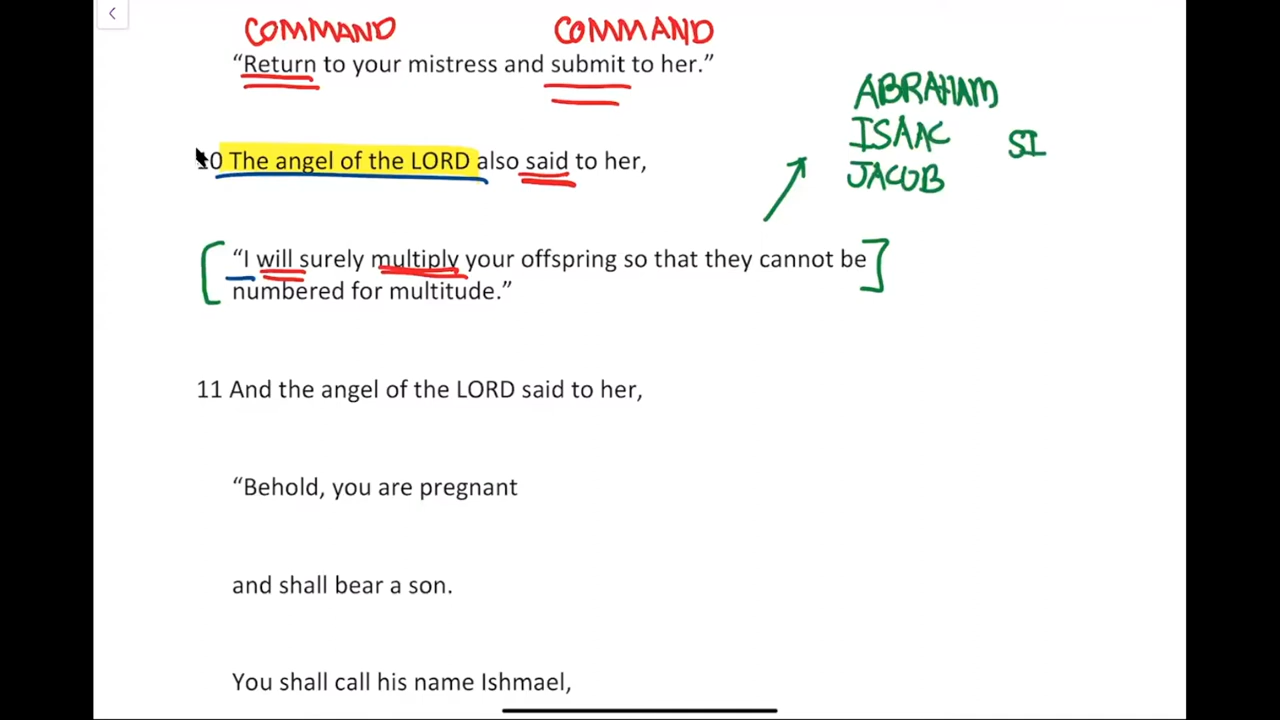 COMMAND COMMAND
“Return to your mistress and submit to her.”
ABRAHAM
ISAAC SI
JACOB
10 The angel of the LORD also said to her,
“I will surely multiply your offspring so that they cannot be
numbered for multitude.”
11 And the angel of the LORD said to her,
“Behold, you are pregnant
and shall bear a son.
You shall call his name Ishmael,